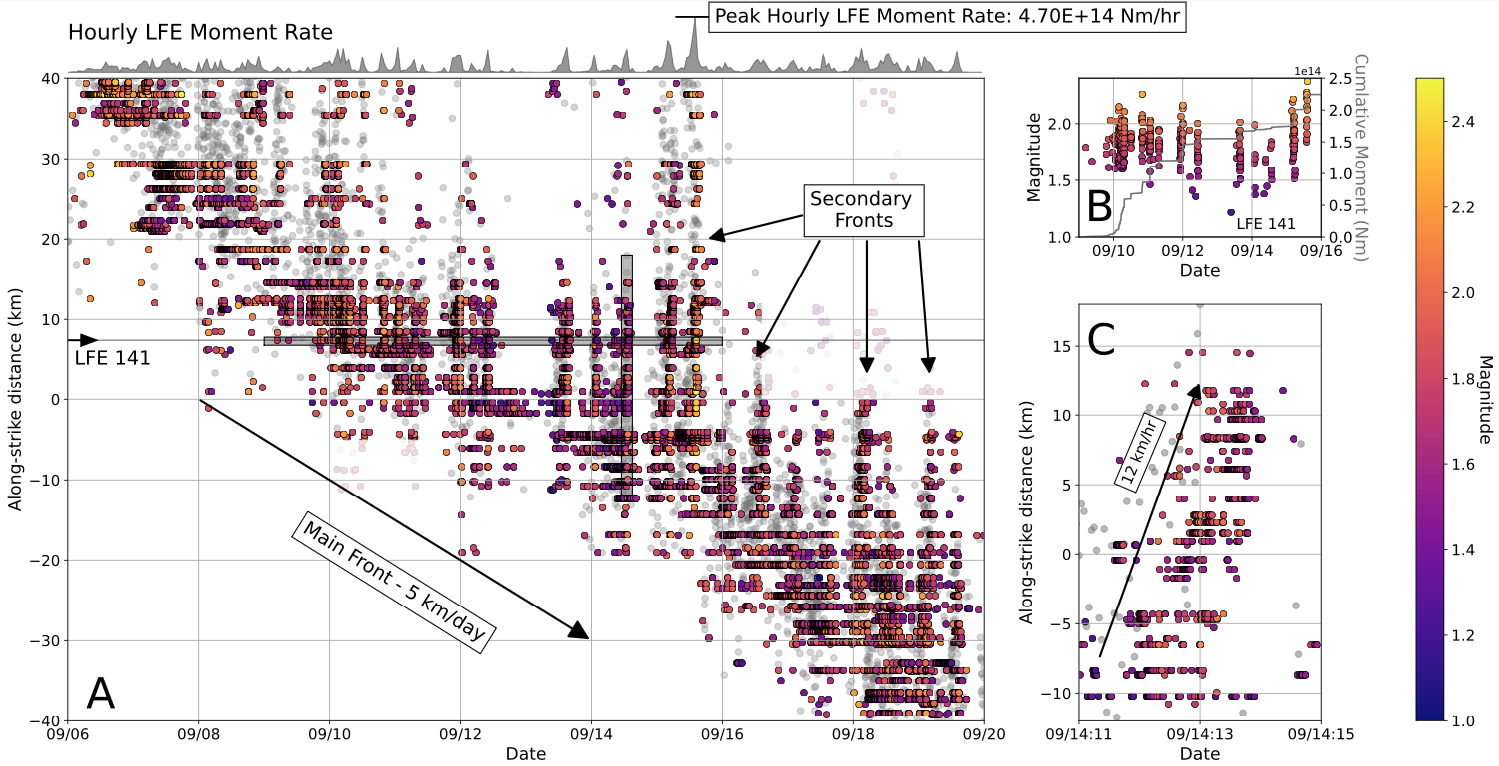 Peak Hourly LFE Moment Rate: 4.70E+14 Nm/hr
Hourly LFE Moment Rate
40
30
20
10
0
−10
−20
−30
−40
Along-strike distance (km)
LFE 141
Secondary
Fronts
Main Front - 5 km/day
A
09/06
09/08
09/10
09/12
09/14
09/16
09/18
09/20
Date
1e14
2.0
1.5
1.0
Magnitude
B
LFE 141
2.5
2.0
1.5
1.0
0.5
0.0
Cumlative Moment (Nm)
09/10
09/12
09/14
09/16
Date
C
15
10
5
0
−5
−10
Along-strike distance (km)
12 km/hr
09/14:11
09/14:13
09/14:15
Date
2.4
2.2
2.0
1.8
1.6
1.4
1.2
1.0
Magnitude